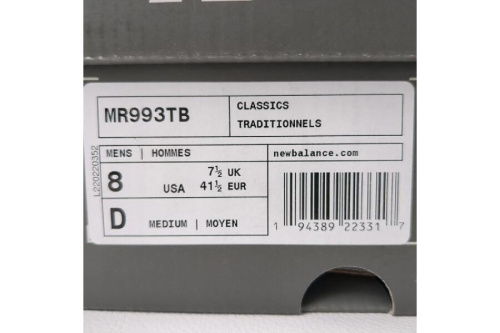 MR993TB
CLASSICS
TRADITIONNELS
MENS | HOMMES
newbalance.com
8 USA 7½ UK
41½ EUR
D MEDIUM | MOYEN
1 94389 22331 7
L220220352